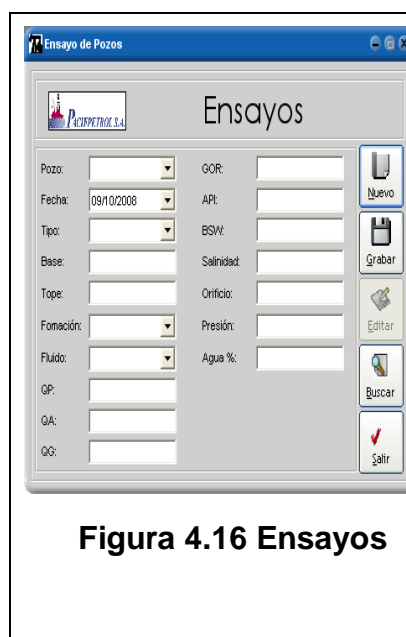 Ensayo de Pozos
PACIFPETROL S.A.
Ensayos
Pozo:
Fecha: 09/10/2008
Tipo:
Base:
Tope:
Fomación:
Fluido:
QP:
QA:
QG:
GOR:
API:
BSW:
Salinidad:
Orificio:
Presión:
Agua %:
Nuevo
Grabar
Editar
Buscar
Salir
Figura 4.16 Ensayos